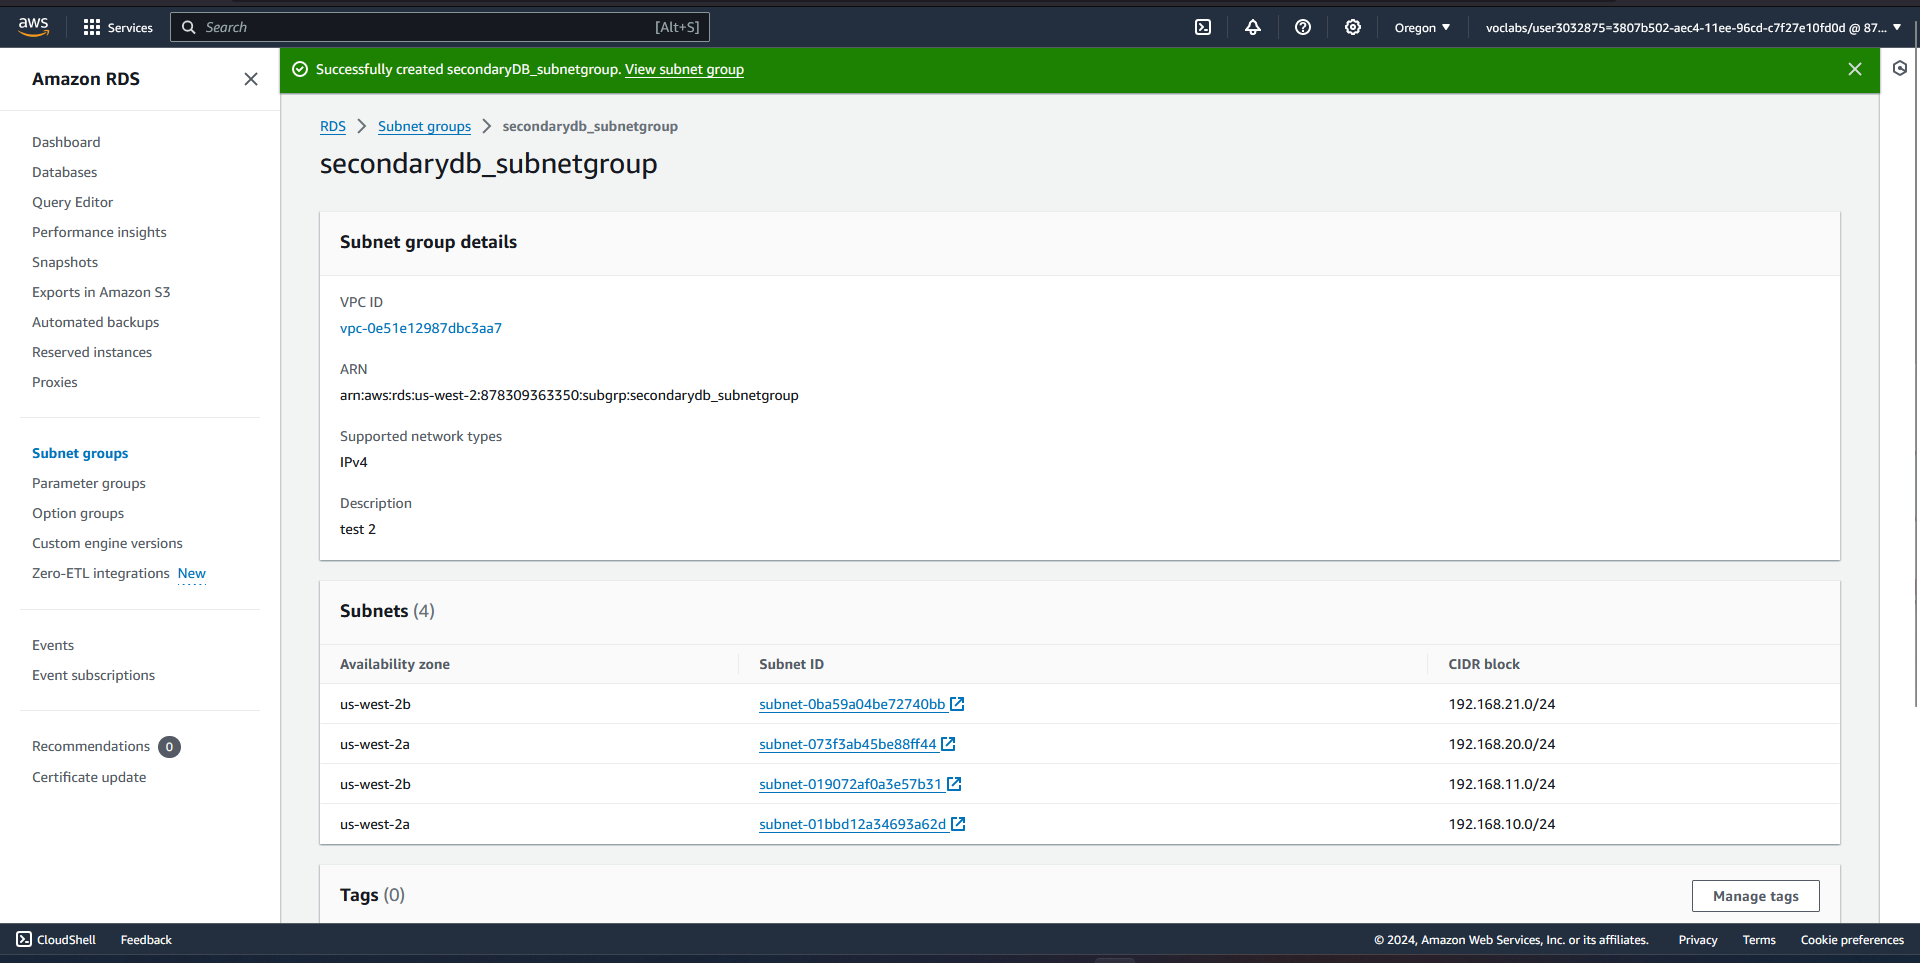 aws
Services
Search
[Alt+S]
Oregon
voclabs/user3032875=3807b502-aec4-11ee-96cd-c7f27e10fd0d @ 87...
Amazon RDS
Successfully created secondaryDB_subnetgroup. View subnet group
Dashboard
Databases
Query Editor
Performance insights
Snapshots
Exports in Amazon S3
Automated backups
Reserved instances
Proxies
Subnet groups
Parameter groups
Option groups
Custom engine versions
Zero-ETL integrations New
Events
Event subscriptions
Recommendations 0
Certificate update
RDS > Subnet groups > secondarydb_subnetgroup
secondarydb_subnetgroup
Subnet group details
VPC ID
vpc-0e51e12987dbc3aa7
ARN
arn:aws:rds:us-west-2:878309363350:subgrp:secondarydb_subnetgroup
Supported network types
IPv4
Description
test 2
Subnets (4)
Availability zone Subnet ID CIDR block
us-west-2b subnet-0ba59a04be72740bb 192.168.21.0/24
us-west-2a subnet-073f3ab45be88ff44 192.168.20.0/24
us-west-2b subnet-019072af0a3e57b31 192.168.11.0/24
us-west-2a subnet-01bbd12a34693a62d 192.168.10.0/24
Tags (0)
Manage tags
CloudShell Feedback
© 2024, Amazon Web Services, Inc. or its affiliates. Privacy Terms Cookie preferences